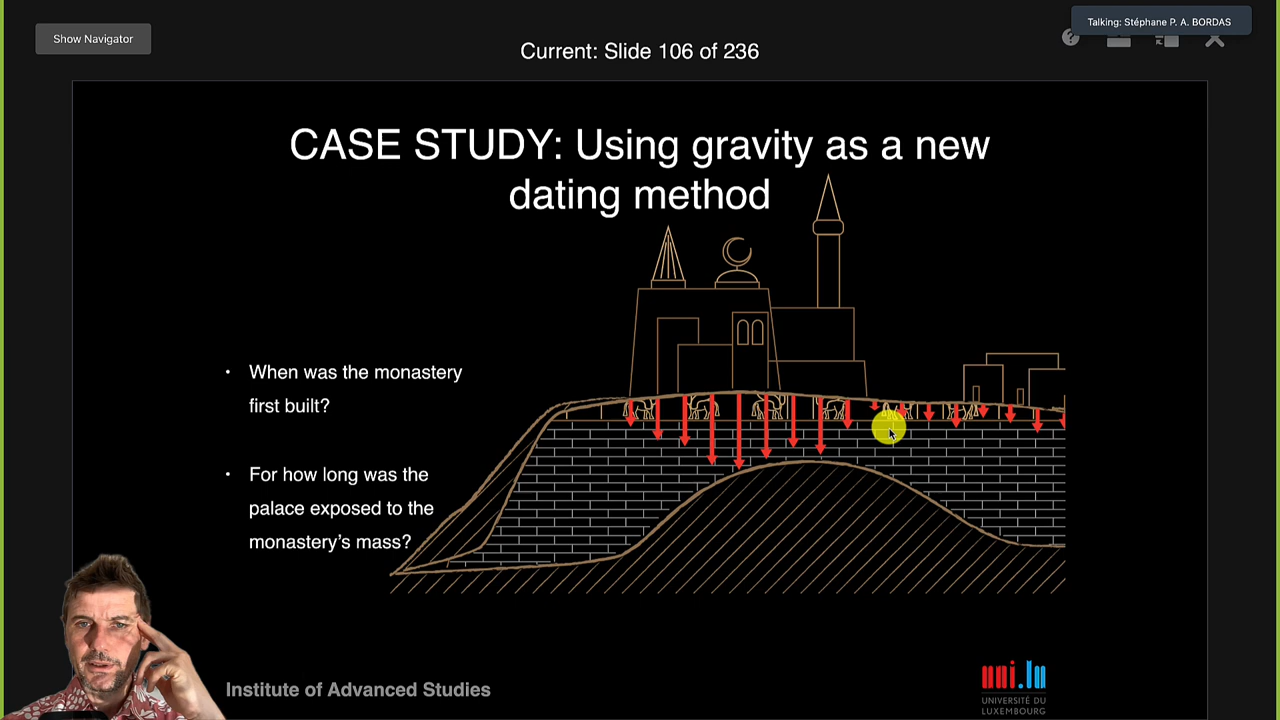 Talking: Stéphane P. A. BORDAS
Show Navigator
Current: Slide 106 of 236
CASE STUDY: Using gravity as a new
dating method
• When was the monastery
first built?
• For how long was the
palace exposed to the
monastery's mass?
Institute of Advanced Studies
uni.lu
UNIVERSITÉ DU
LUXEMBOURG